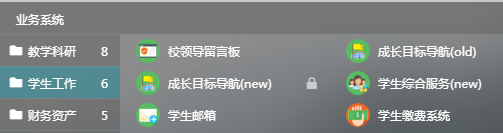 业务系统
教学科研 8
校领导留言板 成长目标导航(old)
学生工作 6
成长目标导航(new) 学生综合服务(new)
财务资产 5
学生邮箱 学生缴费系统